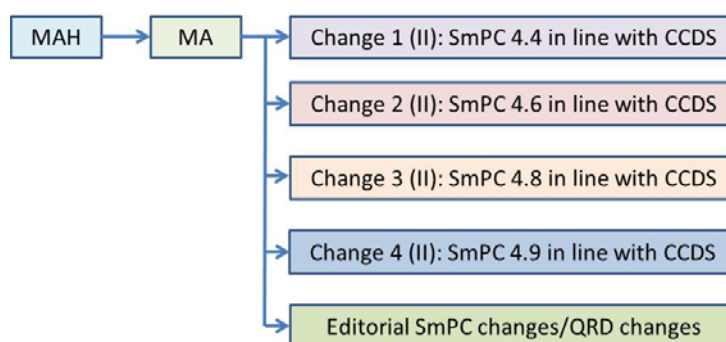 MAH
MA
Change 1 (II): SmPC 4.4 in line with CCDS
Change 2 (II): SmPC 4.6 in line with CCDS
Change 3 (II): SmPC 4.8 in line with CCDS
Change 4 (II): SmPC 4.9 in line with CCDS
Editorial SmPC changes/QRD changes